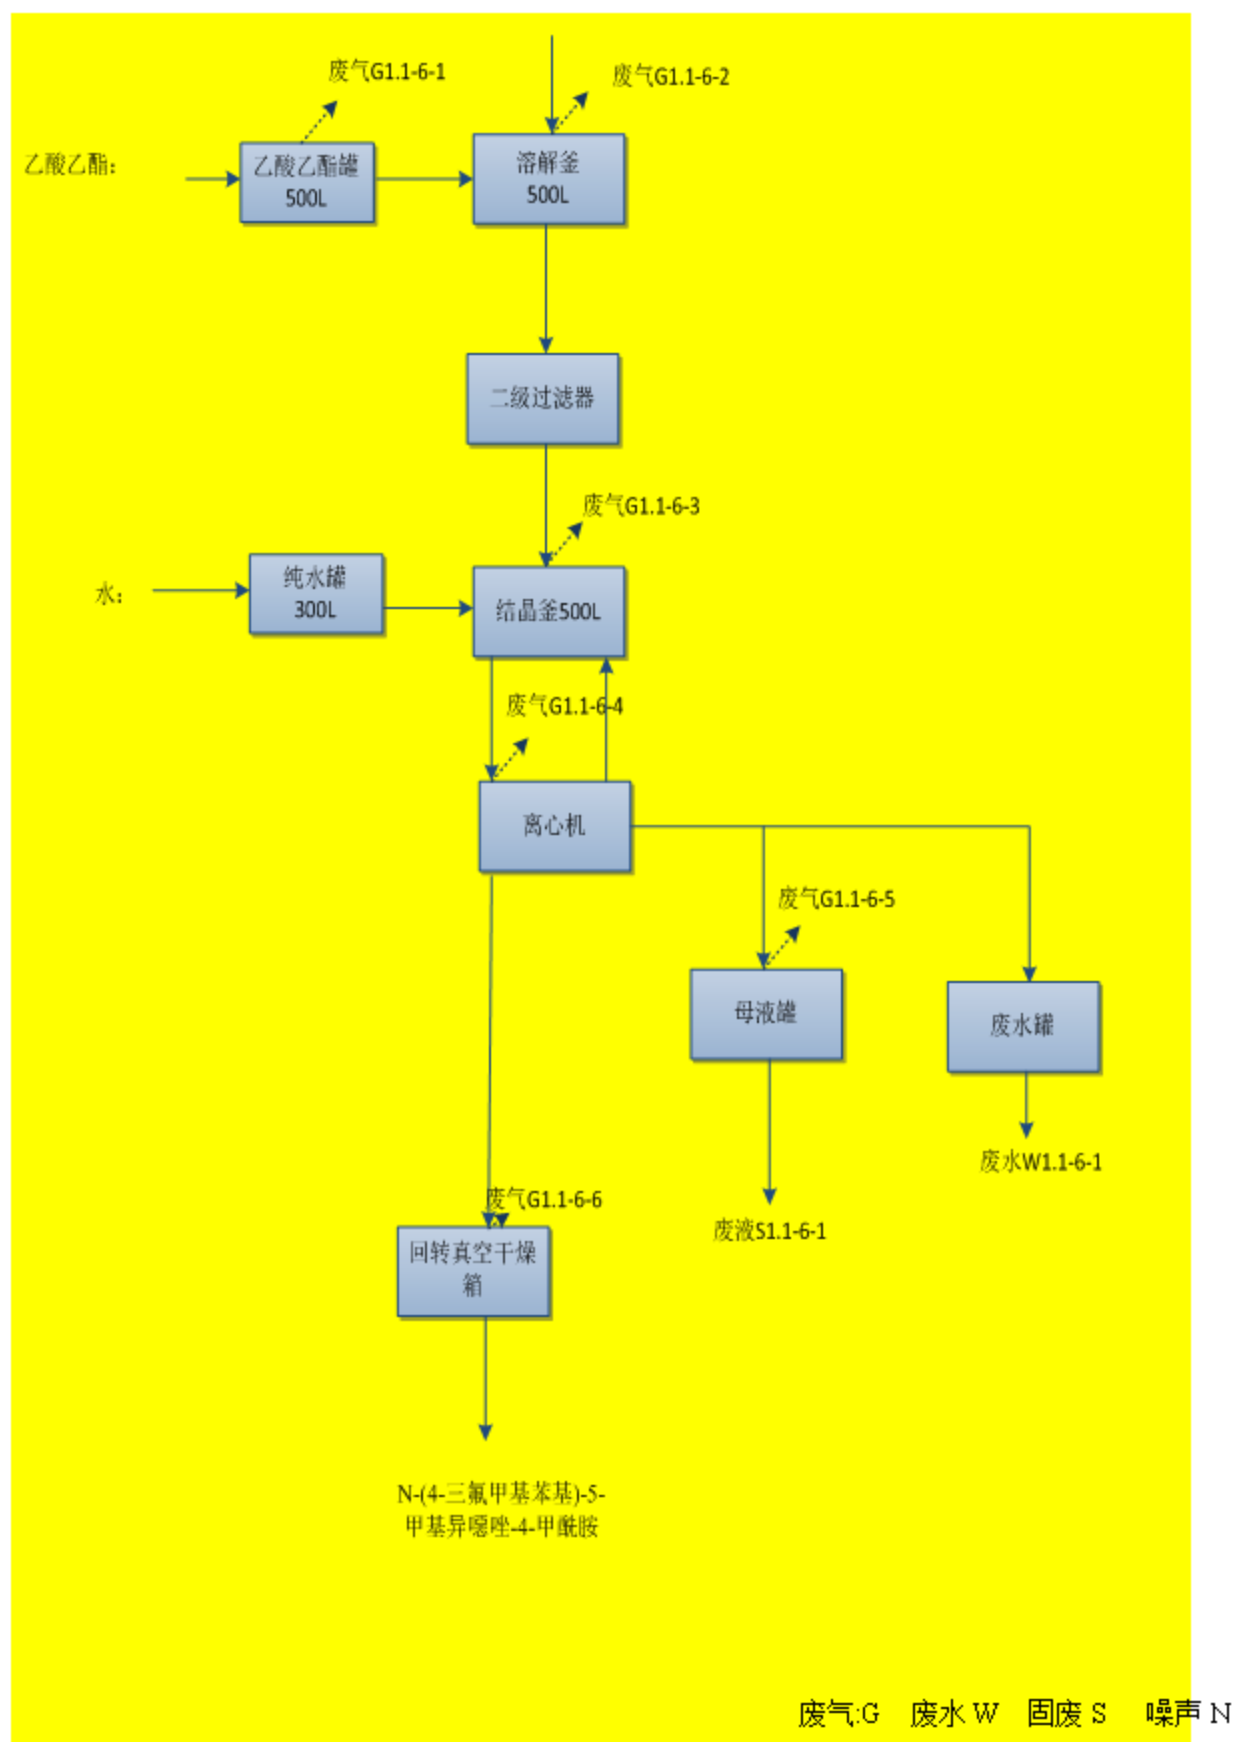 废气G1.1-6-1
废气G1.1-6-2
乙酸乙酯：
乙酸乙酯罐
500L
溶解釜
500L
二级过滤器
废气G1.1-6-3
水：
纯水罐
300L
结晶釜500L
废气G1.1-6-4
离心机
废气G1.1-6-5
母液罐
废水罐
废水W1.1-6-1
废气G1.1-6-6
废液S1.1-6-1
回转真空干燥
箱
N-(4-三氟甲基苯基)-5-
甲基异噁唑-4-甲酰胺
废气:G 废水 W 固废 S 噪声 N